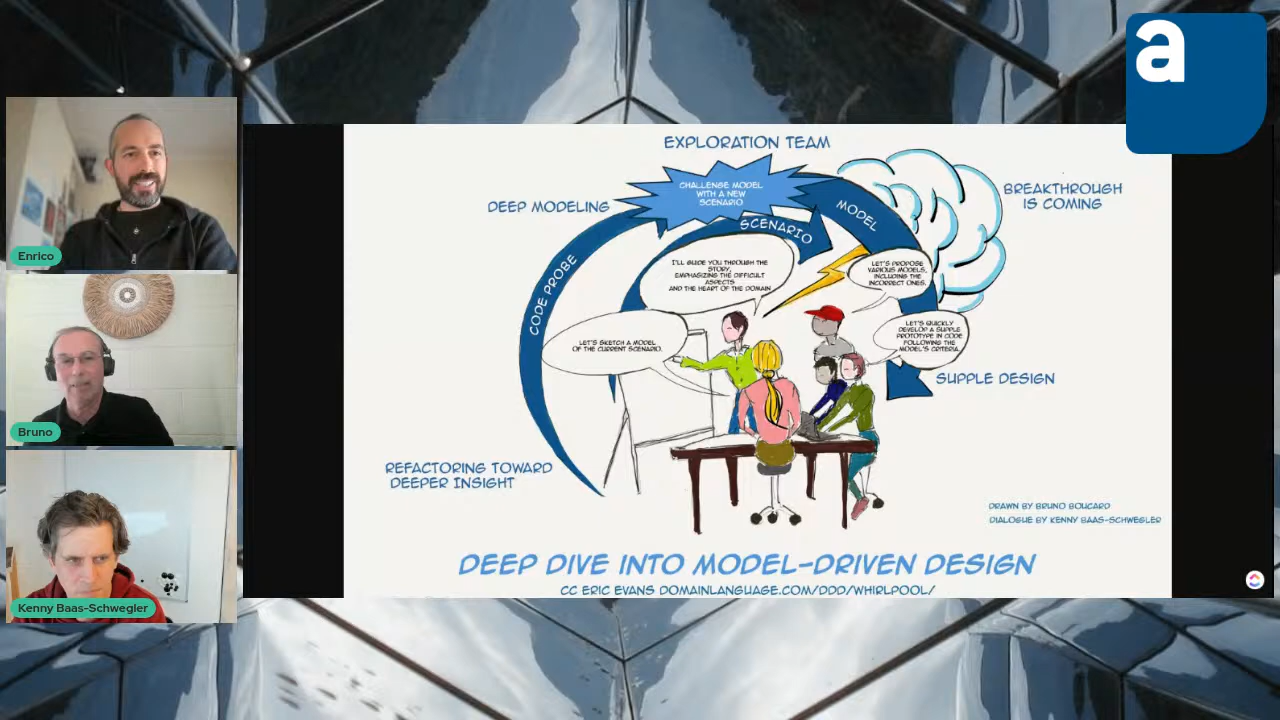 a
Enrico
Bruno
Kenny Baas-Schwegler
EXPLORATION TEAM
CHALLENGE MODEL
WITH A NEW
SCENARIO
DEEP MODELING
BREAKTHROUGH
IS COMING
MODEL
SCENARIO
CODE PROBE
I'LL GUIDE YOU THROUGH THE
STORY,
EMPHASIZING THE DIFFICULT
ASPECTS
AND THE HEART OF THE DOMAIN
LET'S PROPOSE
VARIOUS MODELS,
INCLUDING THE
INCORRECT ONES.
LET'S SKETCH A MODEL
OF THE CURRENT SCENARIO.
LET'S QUICKLY
DEVELOP A SUPPLE
PROTOTYPE IN CODE
FOLLOWING THE
MODEL'S CRITERIA.
SUPPLE DESIGN
REFACTORING TOWARD
DEEPER INSIGHT
DRAWN BY BRUNO BOUCARD
DIALOGUE BY KENNY BAAS-SCHWEGLER
DEEP DIVE INTO MODEL-DRIVEN DESIGN
CC ERIC EVANS DOMAINLANGUAGE.COM/DDD/WHIRLPOOL/